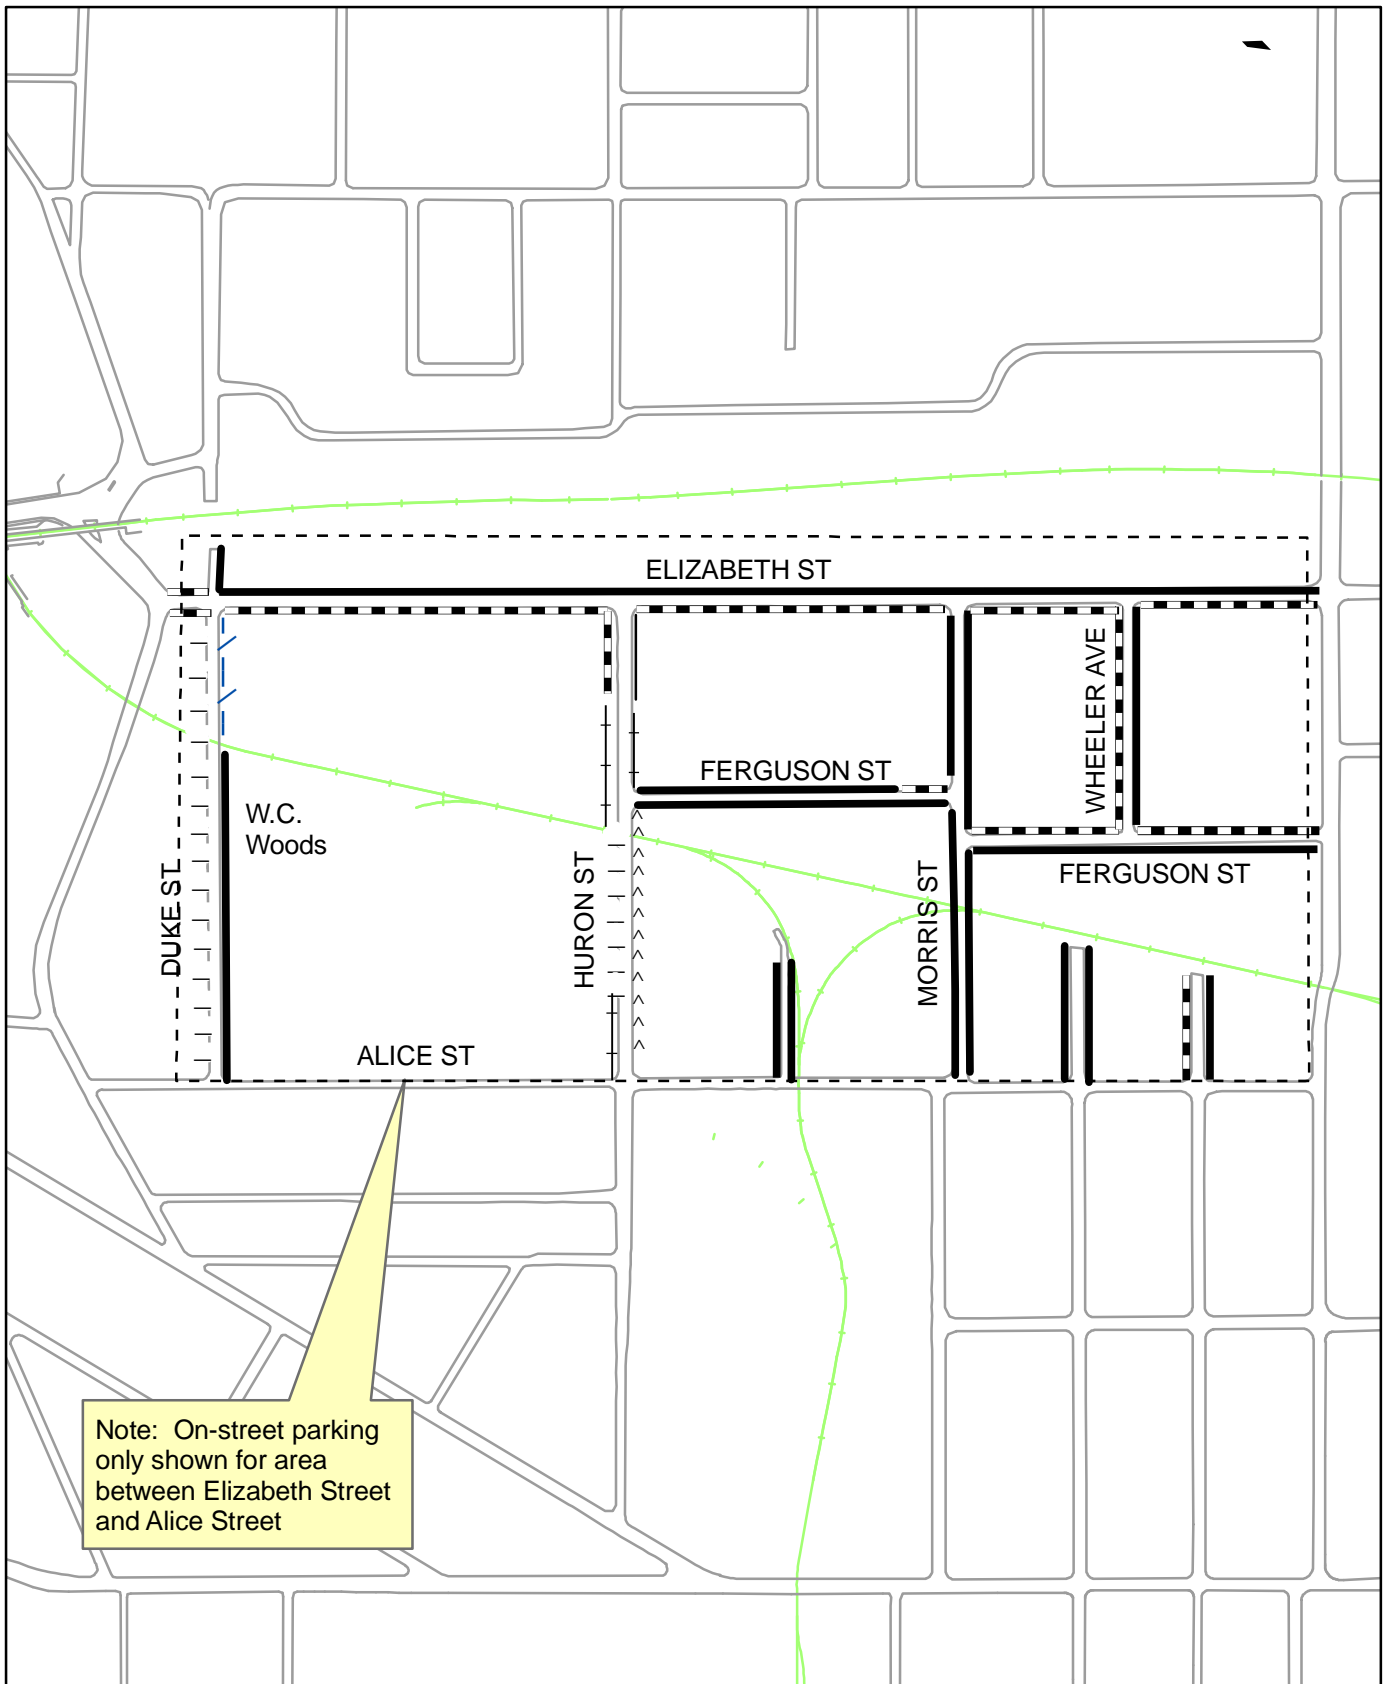 ELIZABETH ST
WHEELER AVE
FERGUSON ST
W.C.
Woods
DUKE ST
HURON ST
MORRIS ST
FERGUSON ST
ALICE ST
Note: On-street parking
only shown for area
between Elizabeth Street
and Alice Street